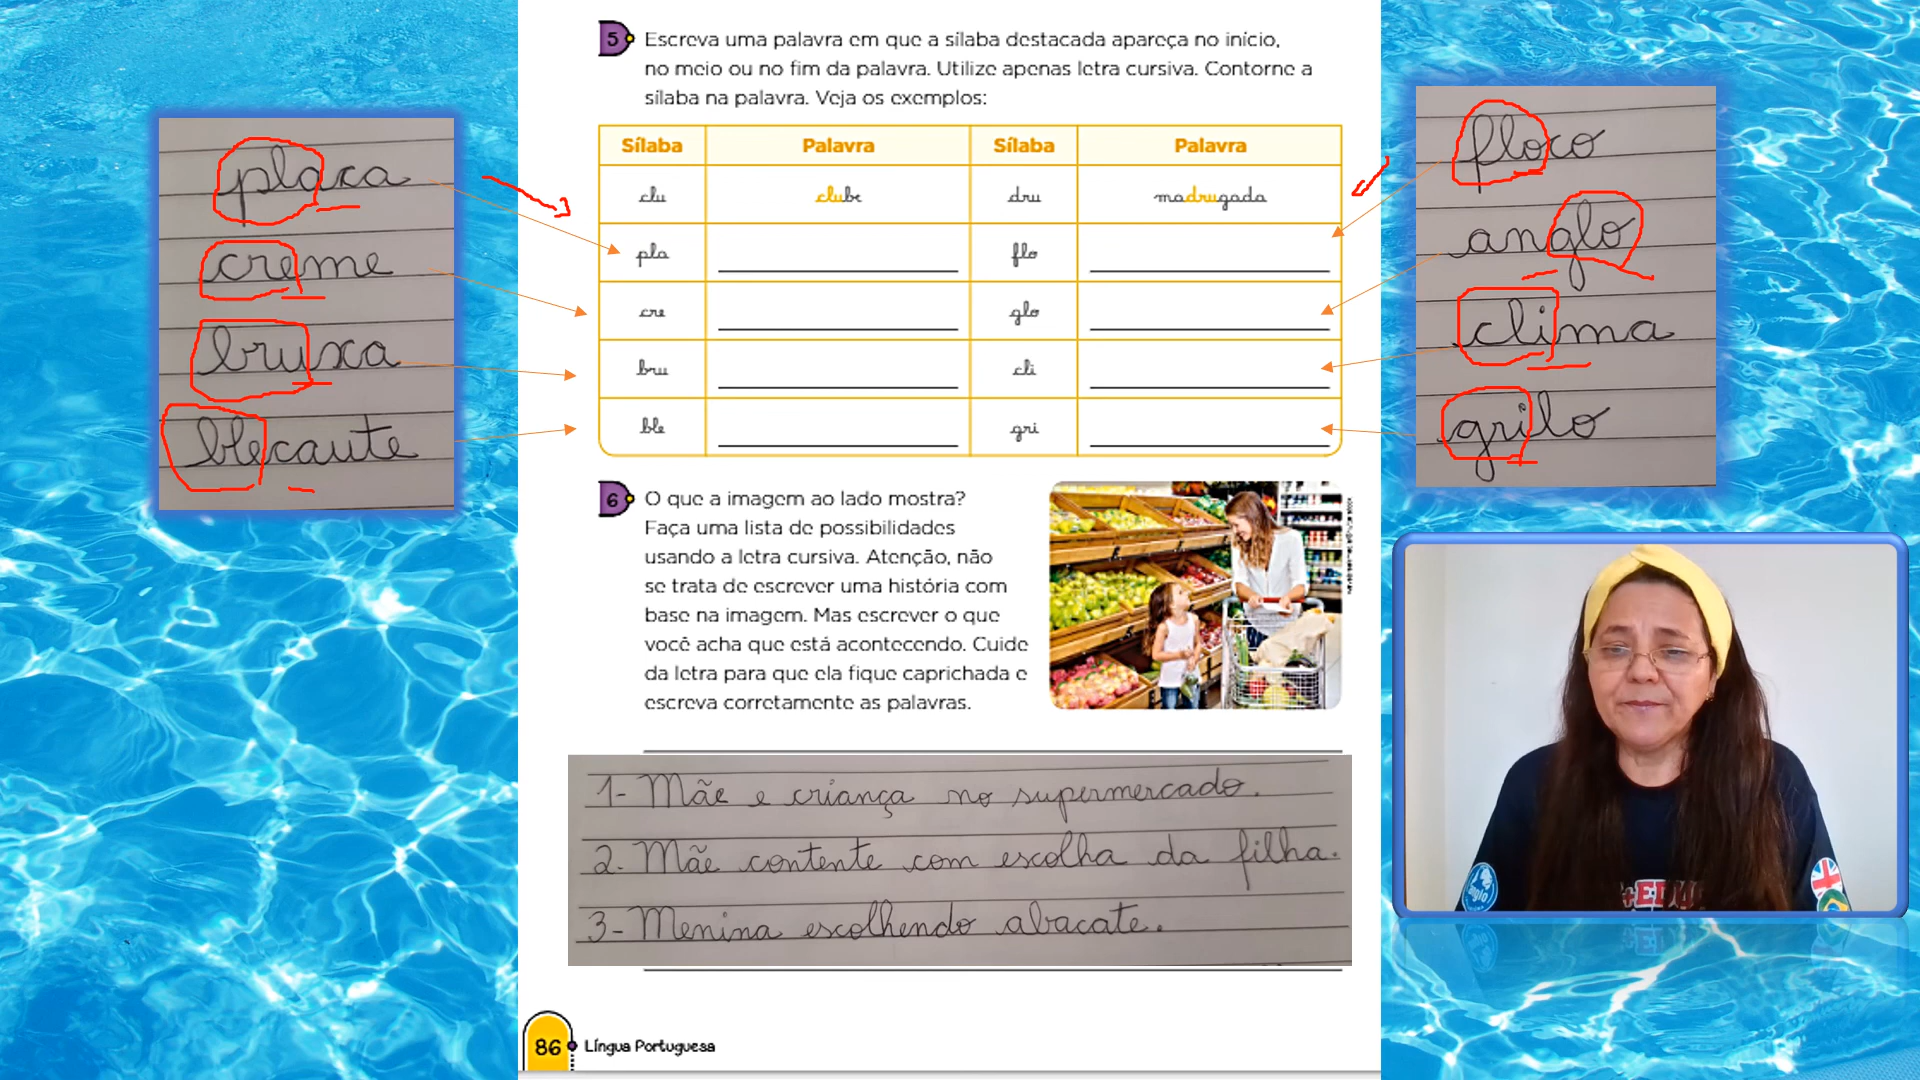 5 Escreva uma palavra em que a sílaba destacada apareça no início,
no meio ou no fim da palavra. Utilize apenas letra cursiva. Contorne a
sílaba na palavra. Veja os exemplos:
Sílaba Palavra Sílaba Palavra
clu clube dru madrugada
pla flo
cre glo
bru cli
ble gri
placa
creme
bruxa
blecaute
floco
anglo
clima
grilo
6 O que a imagem ao lado mostra?
Faça uma lista de possibilidades
usando a letra cursiva. Atenção, não
se trata de escrever uma história com
base na imagem. Mas escrever o que
você acha que está acontecendo. Cuide
da letra para que ela fique caprichada e
escreva corretamente as palavras.
1- Mãe e criança no supermercado.
2- Mãe contente com escolha da filha.
3- Menina escolhendo abacate.
86 Língua Portuguesa
anglo